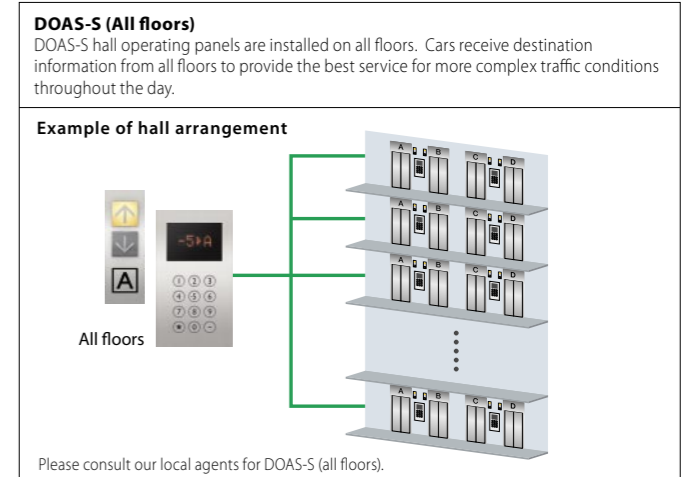 DOAS-S (All floors)
DOAS-S hall operating panels are installed on all floors.  Cars receive destination
information from all floors to provide the best service for more complex traffic conditions
throughout the day.
Example of hall arrangement
A B C D
A B C D
A B C D
A B C D
-5▸A
A
1 2 3
4 5 6
7 8 9
0 -
All floors
Please consult our local agents for DOAS-S (all floors).